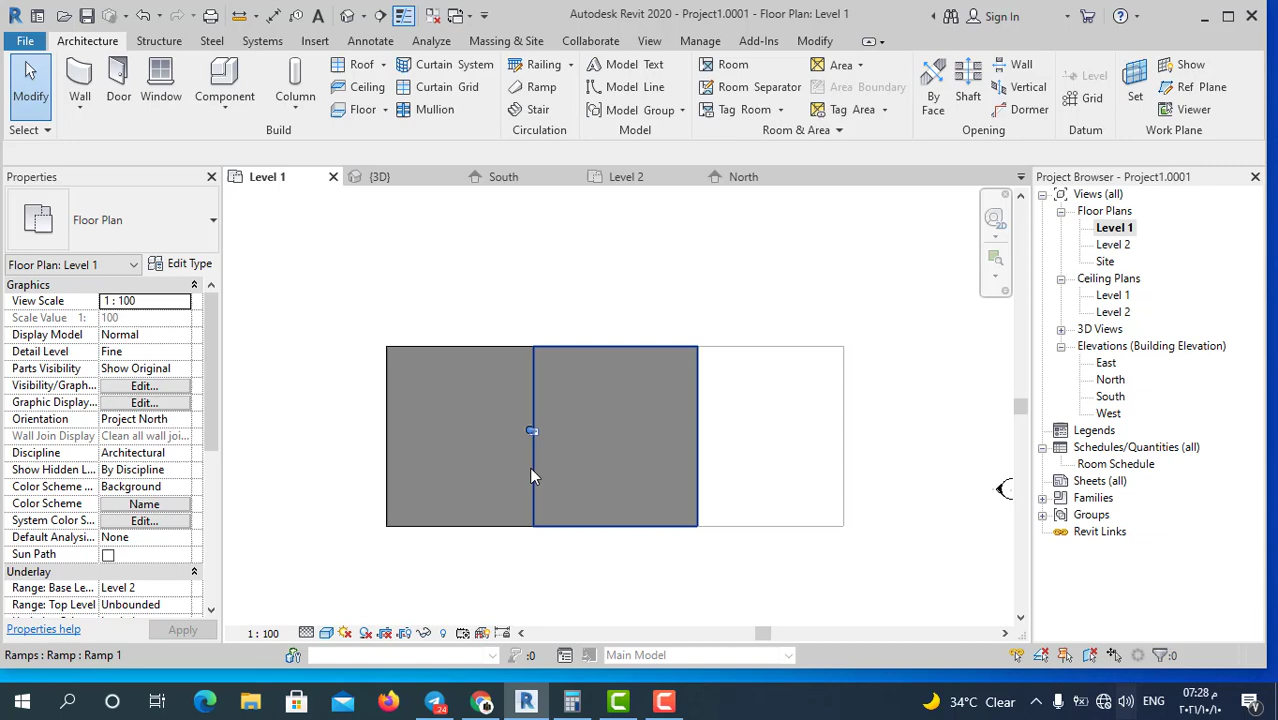 Autodesk Revit 2020 - Project1.0001 - Floor Plan: Level 1
Sign In
File Architecture Structure Steel Systems Insert Annotate Analyze Massing & Site Collaborate View Manage Add-Ins Modify
Modify Wall Door Window Component Column
Roof Curtain System
Ceiling Curtain Grid
Floor Mullion
Railing
Ramp
Stair
Model Text
Model Line
Model Group
Room Area
Room Separator Area Boundary
Tag Room Tag Area
By Face Shaft
Wall
Vertical
Dormer
Level
Grid
Set
Show
Ref Plane
Viewer
Select Build Circulation Model Room & Area Opening Datum Work Plane
Properties
Level 1 {3D} South Level 2 North
Project Browser - Project1.0001
Floor Plan
Floor Plan: Level 1 Edit Type
Graphics
View Scale 1 : 100
Scale Value 1: 100
Display Model Normal
Detail Level Fine
Parts Visibility Show Original
Visibility/Graph... Edit...
Graphic Display... Edit...
Orientation Project North
Wall Join Display Clean all wall joi...
Discipline Architectural
Show Hidden L... By Discipline
Color Scheme ... Background
Color Scheme Name
System Color S... Edit...
Default Analysi... None
Sun Path
Underlay
Range: Base Le... Level 2
Range: Top Level Unbounded
Properties help Apply
2D
Views (all)
Floor Plans
Level 1
Level 2
Site
Ceiling Plans
Level 1
Level 2
3D Views
Elevations (Building Elevation)
East
North
South
West
Legends
Schedules/Quantities (all)
Room Schedule
Sheets (all)
Families
Groups
Revit Links
1 : 100
Ramps : Ramp : Ramp 1 :0 Main Model :0
24
34°C Clear ENG
07:28 م
٢٠٢١/١٠/٠١